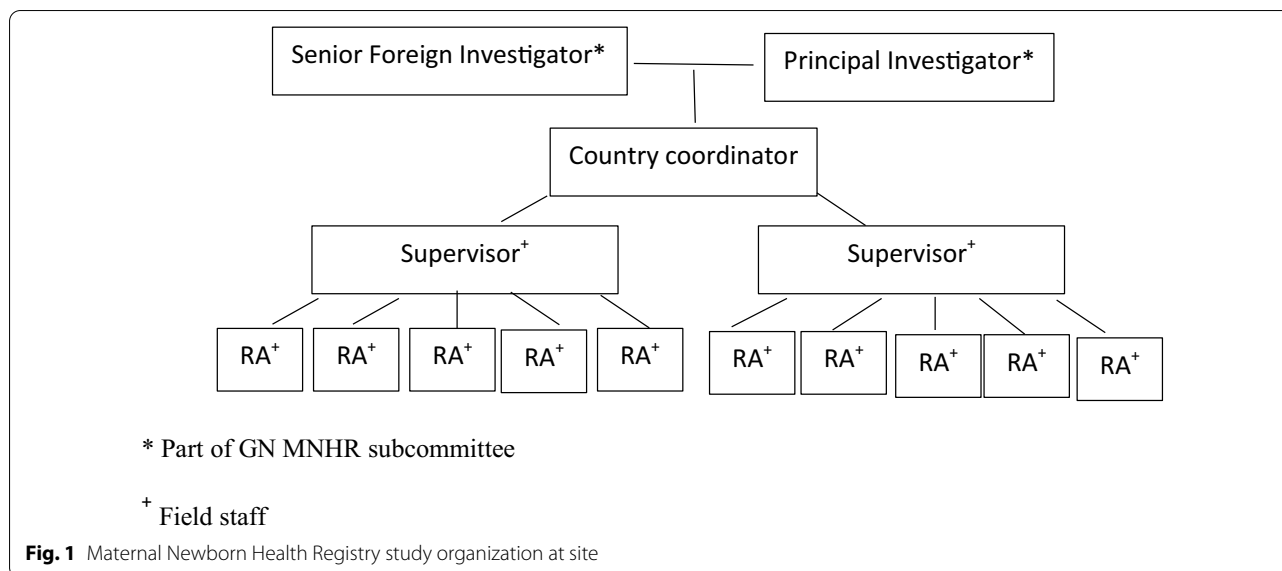 Senior Foreign Investigator* Principal Investigator*
Country coordinator
Supervisor+ Supervisor+
RA+ RA+ RA+ RA+ RA+ RA+ RA+ RA+ RA+ RA+
* Part of GN MNHR subcommittee
+ Field staff
Fig. 1 Maternal Newborn Health Registry study organization at site